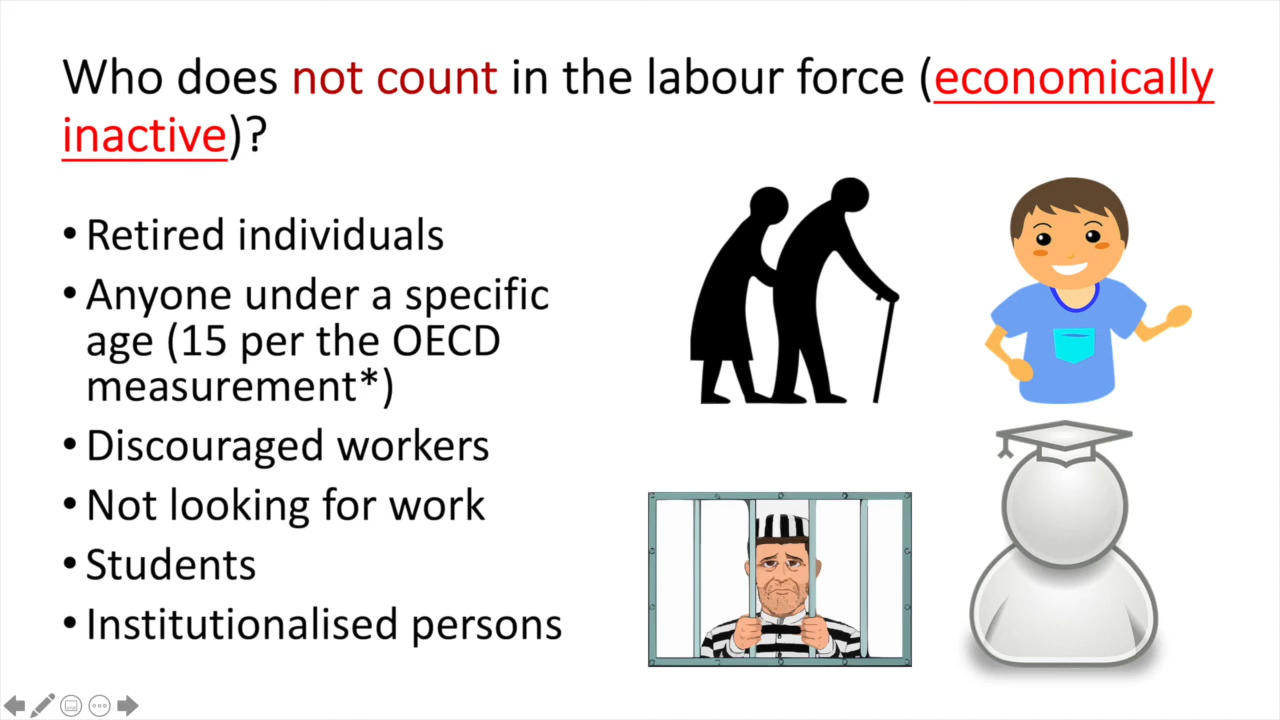 Who does not count in the labour force (economically
inactive)?
• Retired individuals
• Anyone under a specific
age (15 per the OECD
measurement*)
• Discouraged workers
• Not looking for work
• Students
• Institutionalised persons